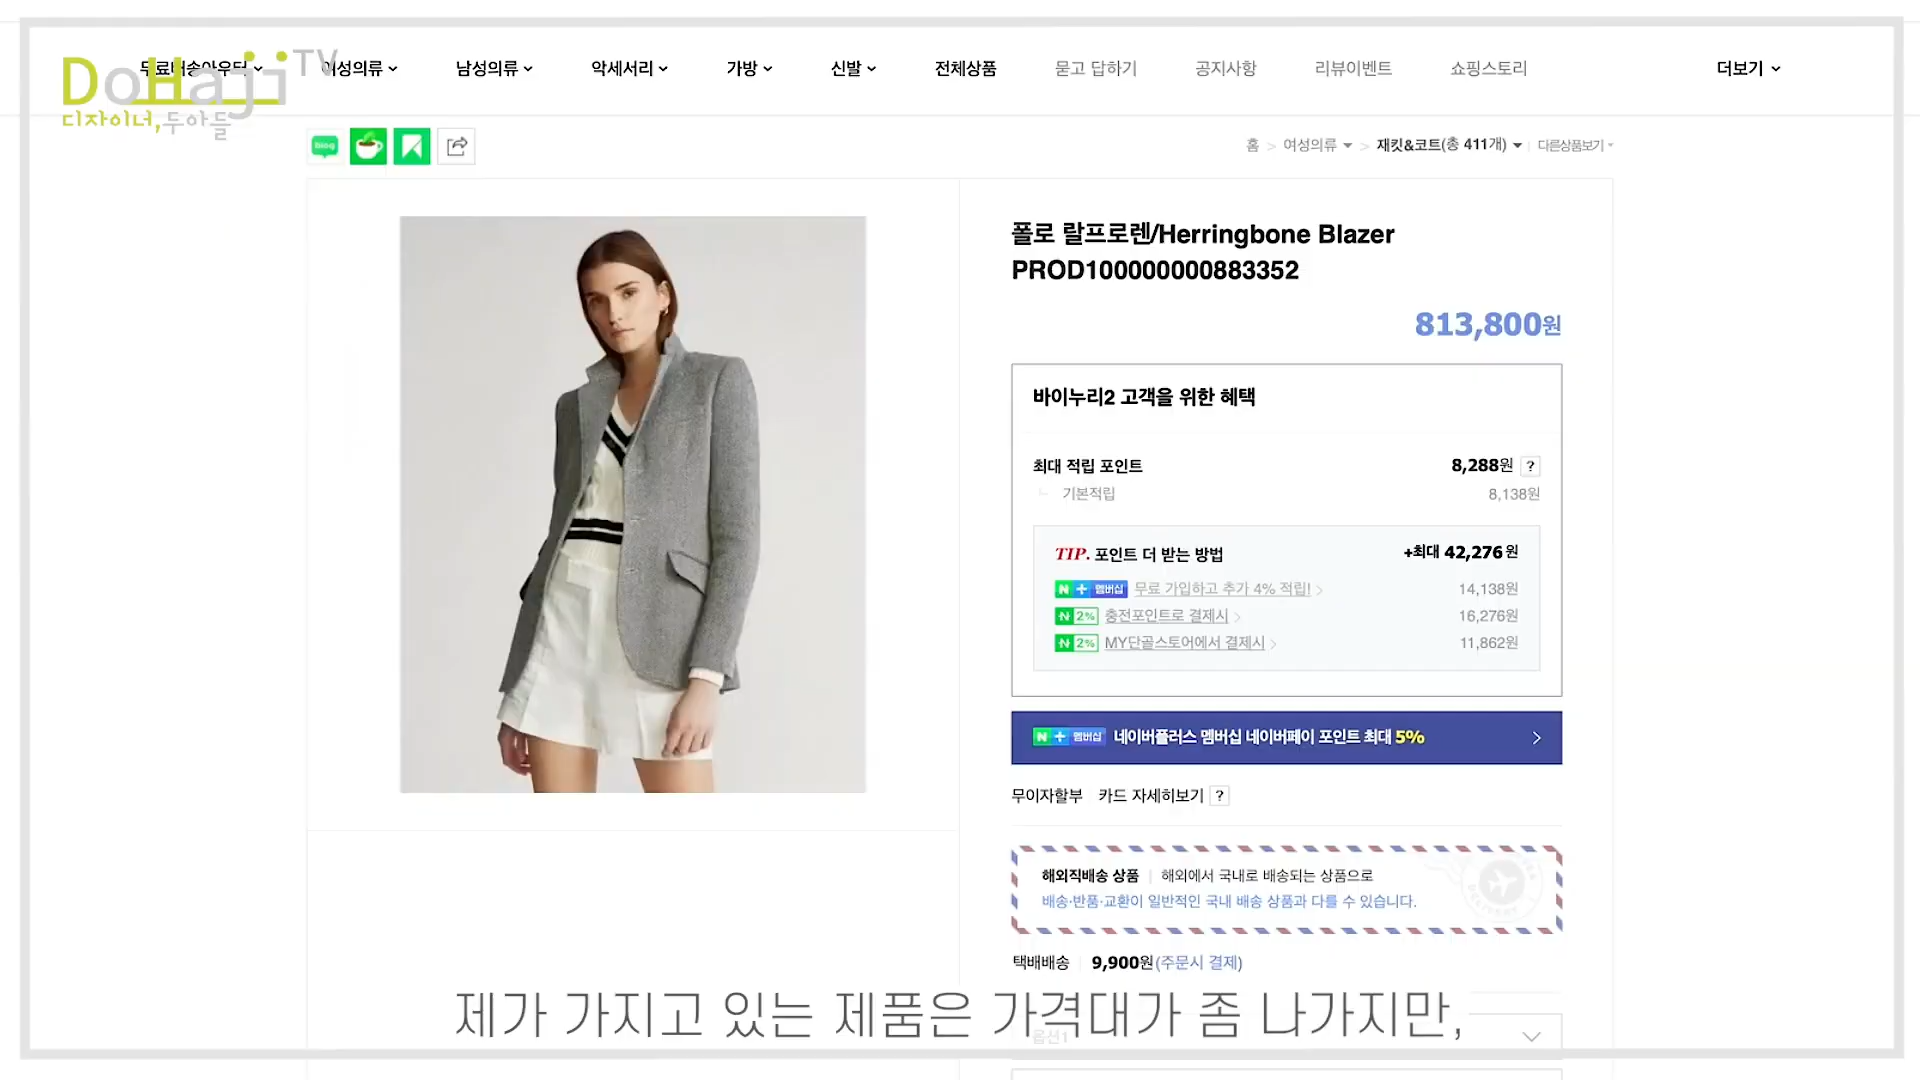 DoHaji TV
디자이너,두아들
무료배송아우터
여성의류
남성의류
악세서리
가방
신발
전체상품
묻고 답하기
공지사항
리뷰이벤트
쇼핑스토리
더보기
blog
홈 > 여성의류 > 재킷&코트(총 411개) 다른상품보기
폴로 랄프로렌/Herringbone Blazer
PROD100000000883352
813,800원
바이누리2 고객을 위한 혜택
최대 적립 포인트 8,288원 ?
기본적립 8,138원
TIP. 포인트 더 받는 방법 +최대 42,276원
N+ 멤버십 무료 가입하고 추가 4% 적립! > 14,138원
N 2% 충전포인트로 결제시 > 16,276원
N 2% MY단골스토어에서 결제시 > 11,862원
N+ 멤버십 네이버플러스 멤버십 네이버페이 포인트 최대 5% >
무이자할부 카드 자세히보기 ?
해외직배송 상품 | 해외에서 국내로 배송되는 상품으로
배송·반품·교환이 일반적인 국내 배송 상품과 다를 수 있습니다.
택배배송 | 9,900원(주문시 결제)
제가 가지고 있는 제품은 가격대가 좀 나가지만,
옵션1